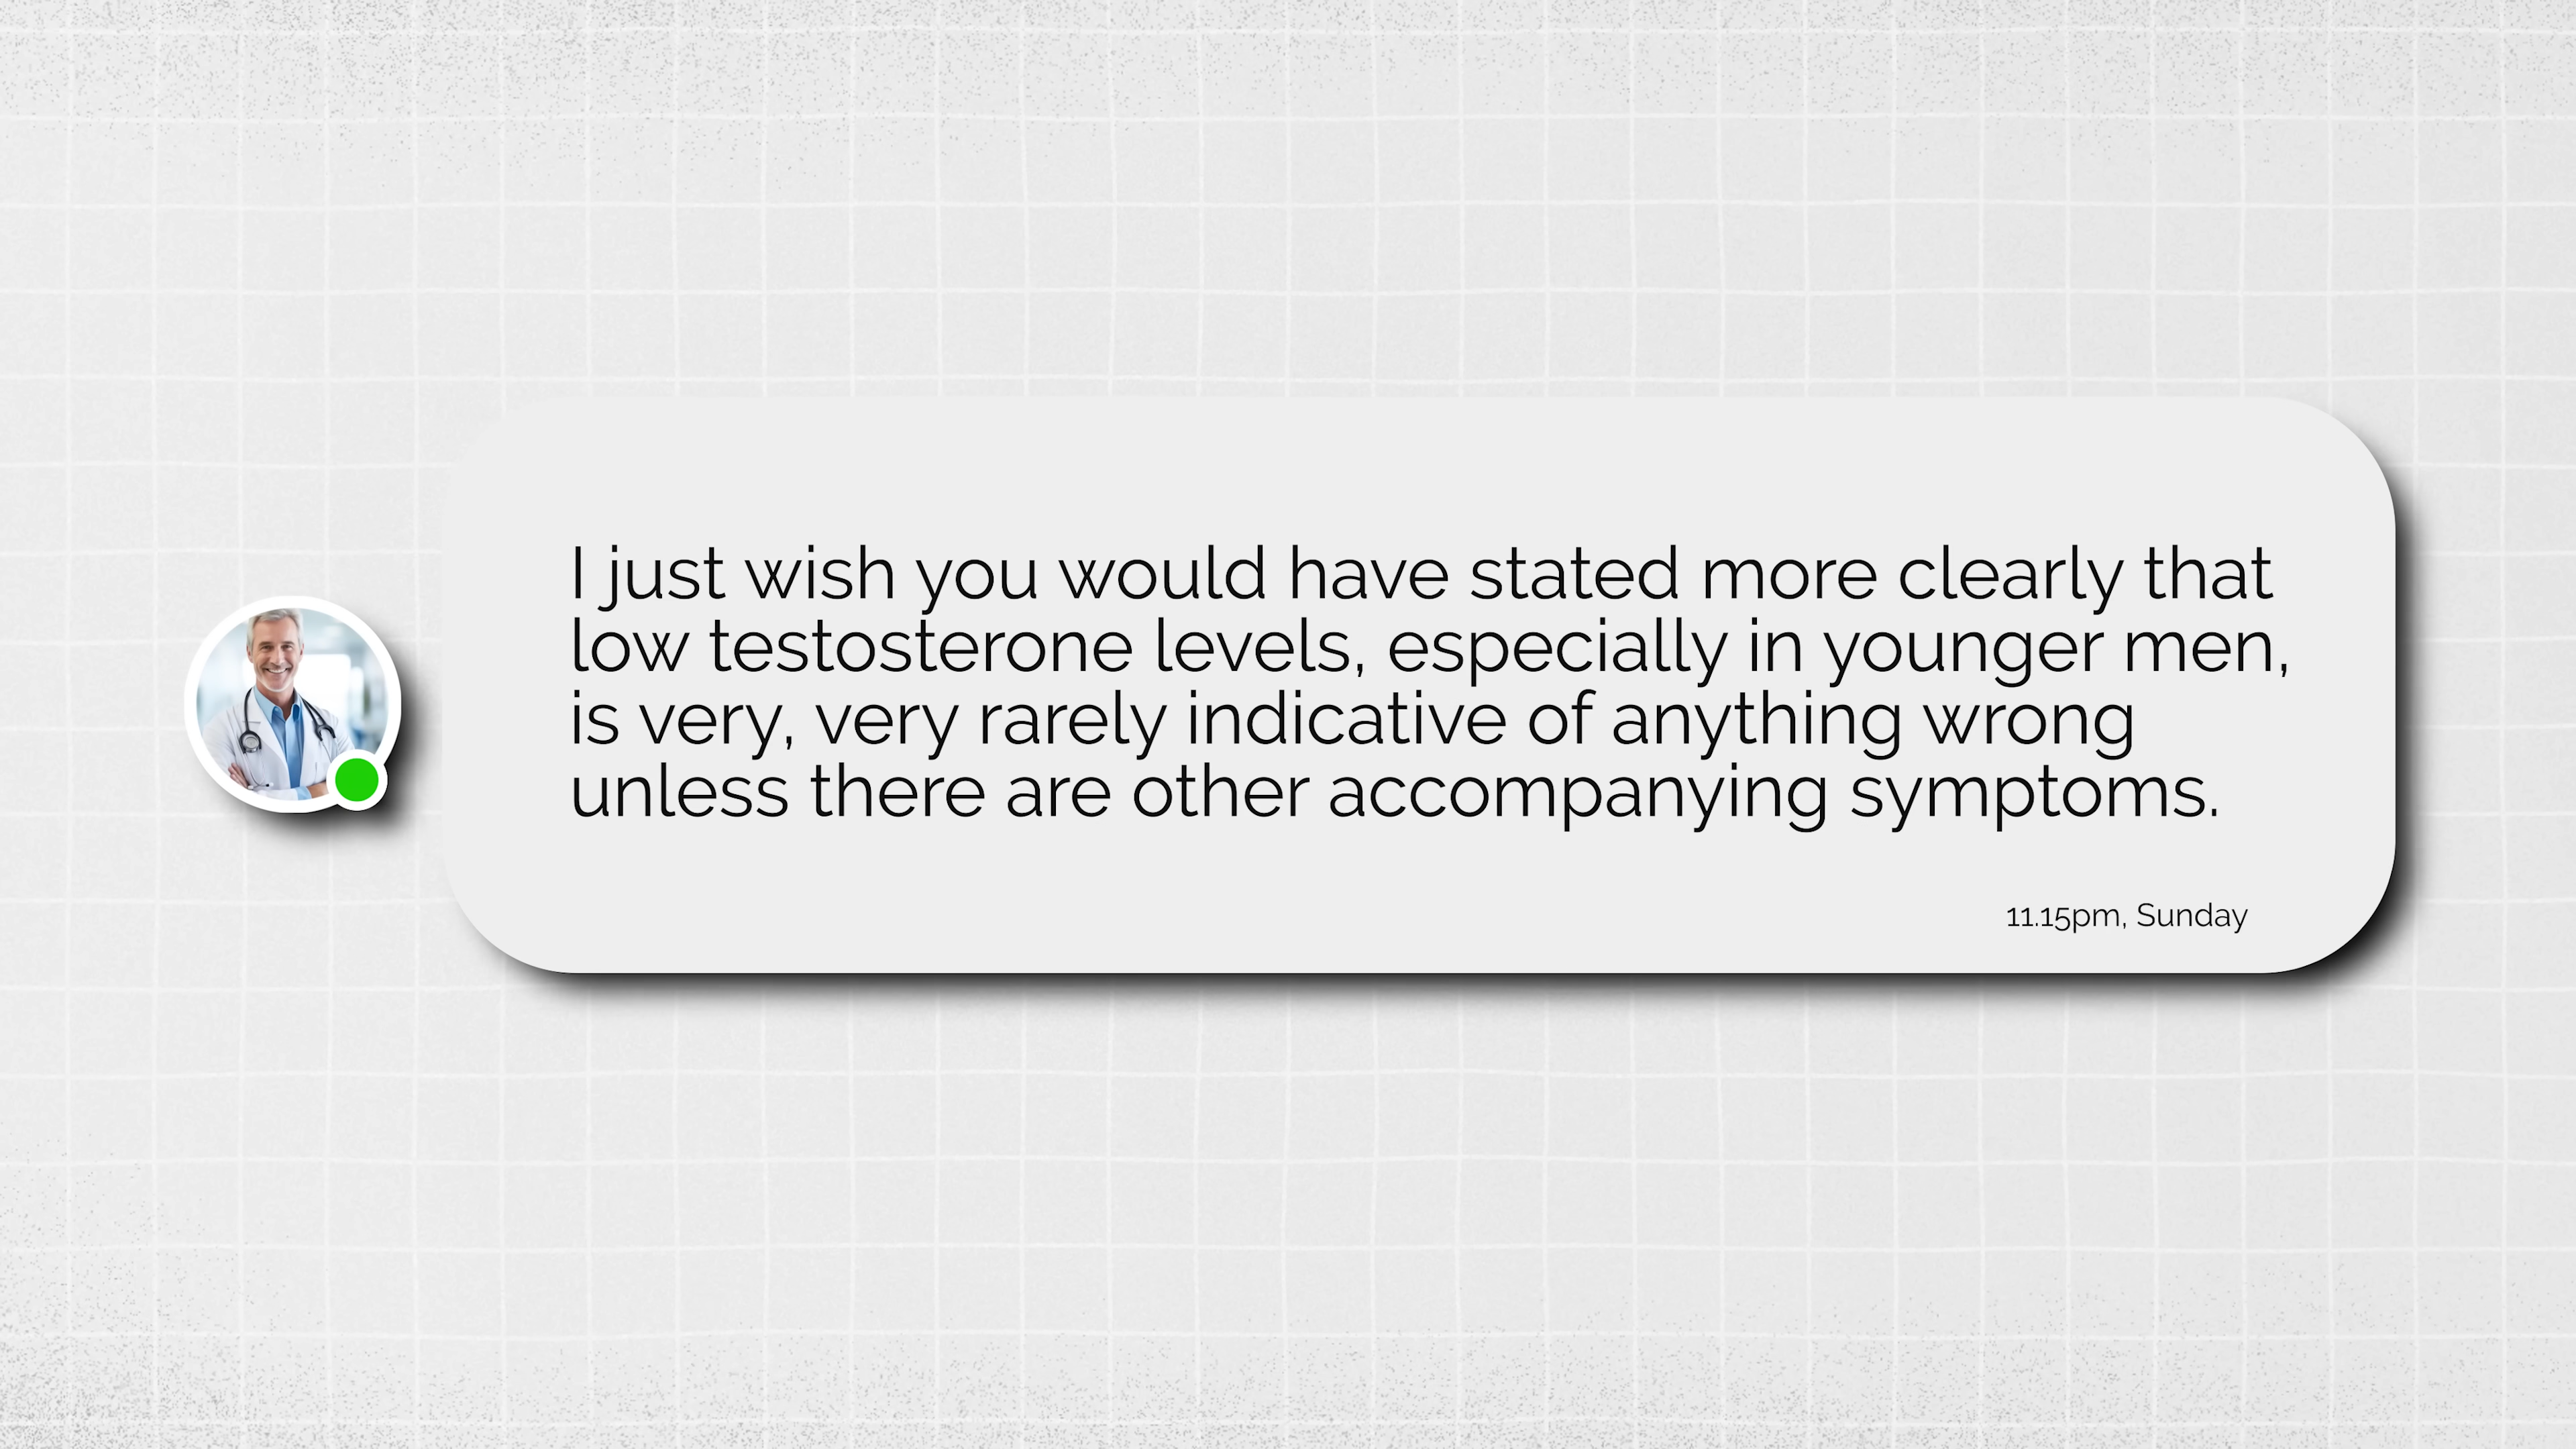 I just wish you would have stated more clearly that
low testosterone levels, especially in younger men,
is very, very rarely indicative of anything wrong
unless there are other accompanying symptoms.
11.15pm, Sunday